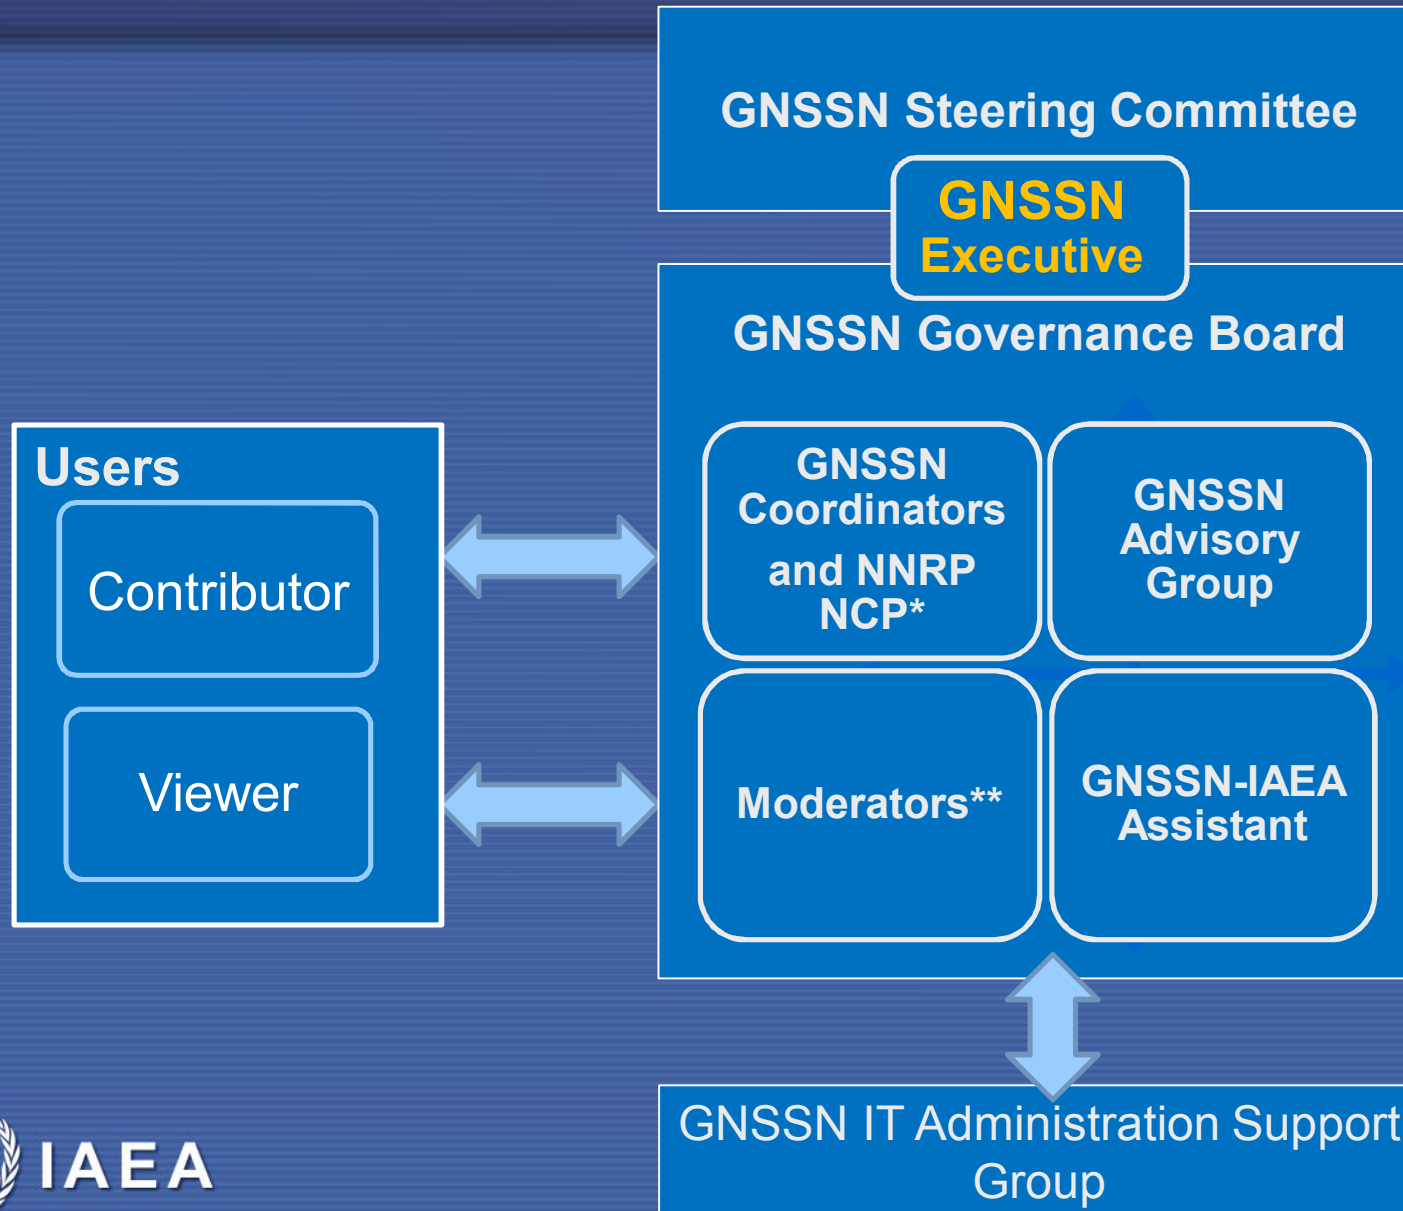 GNSSN Steering Committee
GNSSN
Executive
GNSSN Governance Board
Users
Contributor
Viewer
GNSSN
Coordinators
and NNRP
NCP*
GNSSN
Advisory
Group
Moderators**
GNSSN-IAEA
Assistant
GNSSN IT Administration Support
Group
IAEA